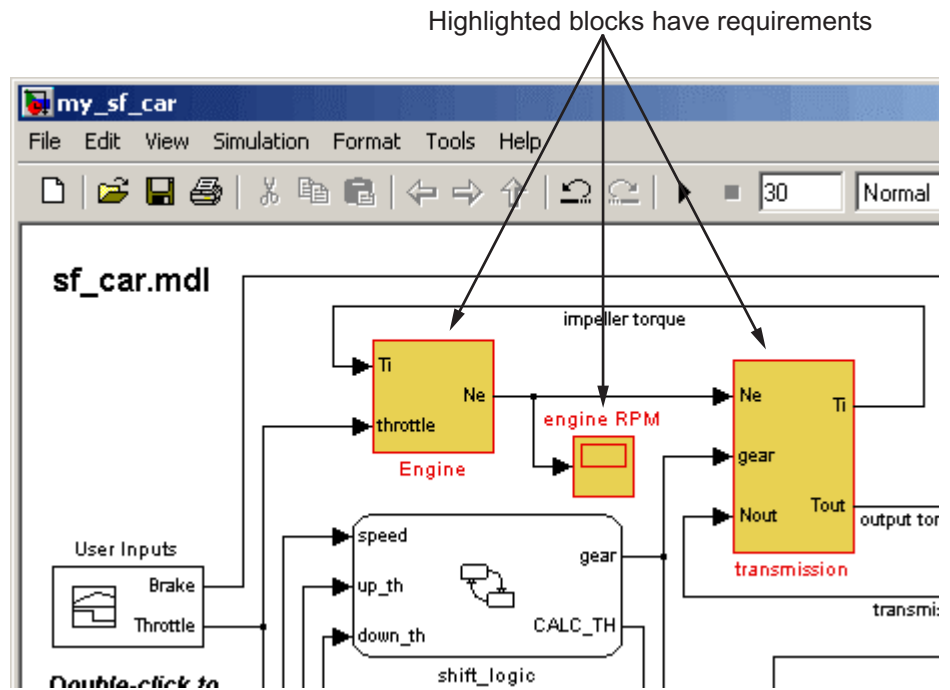 Highlighted blocks have requirements
my_sf_car
File Edit View Simulation Format Tools Help
30 Normal
sf_car.mdl
impeller torque
Ti
Ne
throttle
Engine
engine RPM
Ne
Ti
gear
Nout
Tout
transmission
output tor
transmi
User Inputs
Brake
Throttle
speed
up_th
down_th
gear
CALC_TH
shift_logic
Double-click to